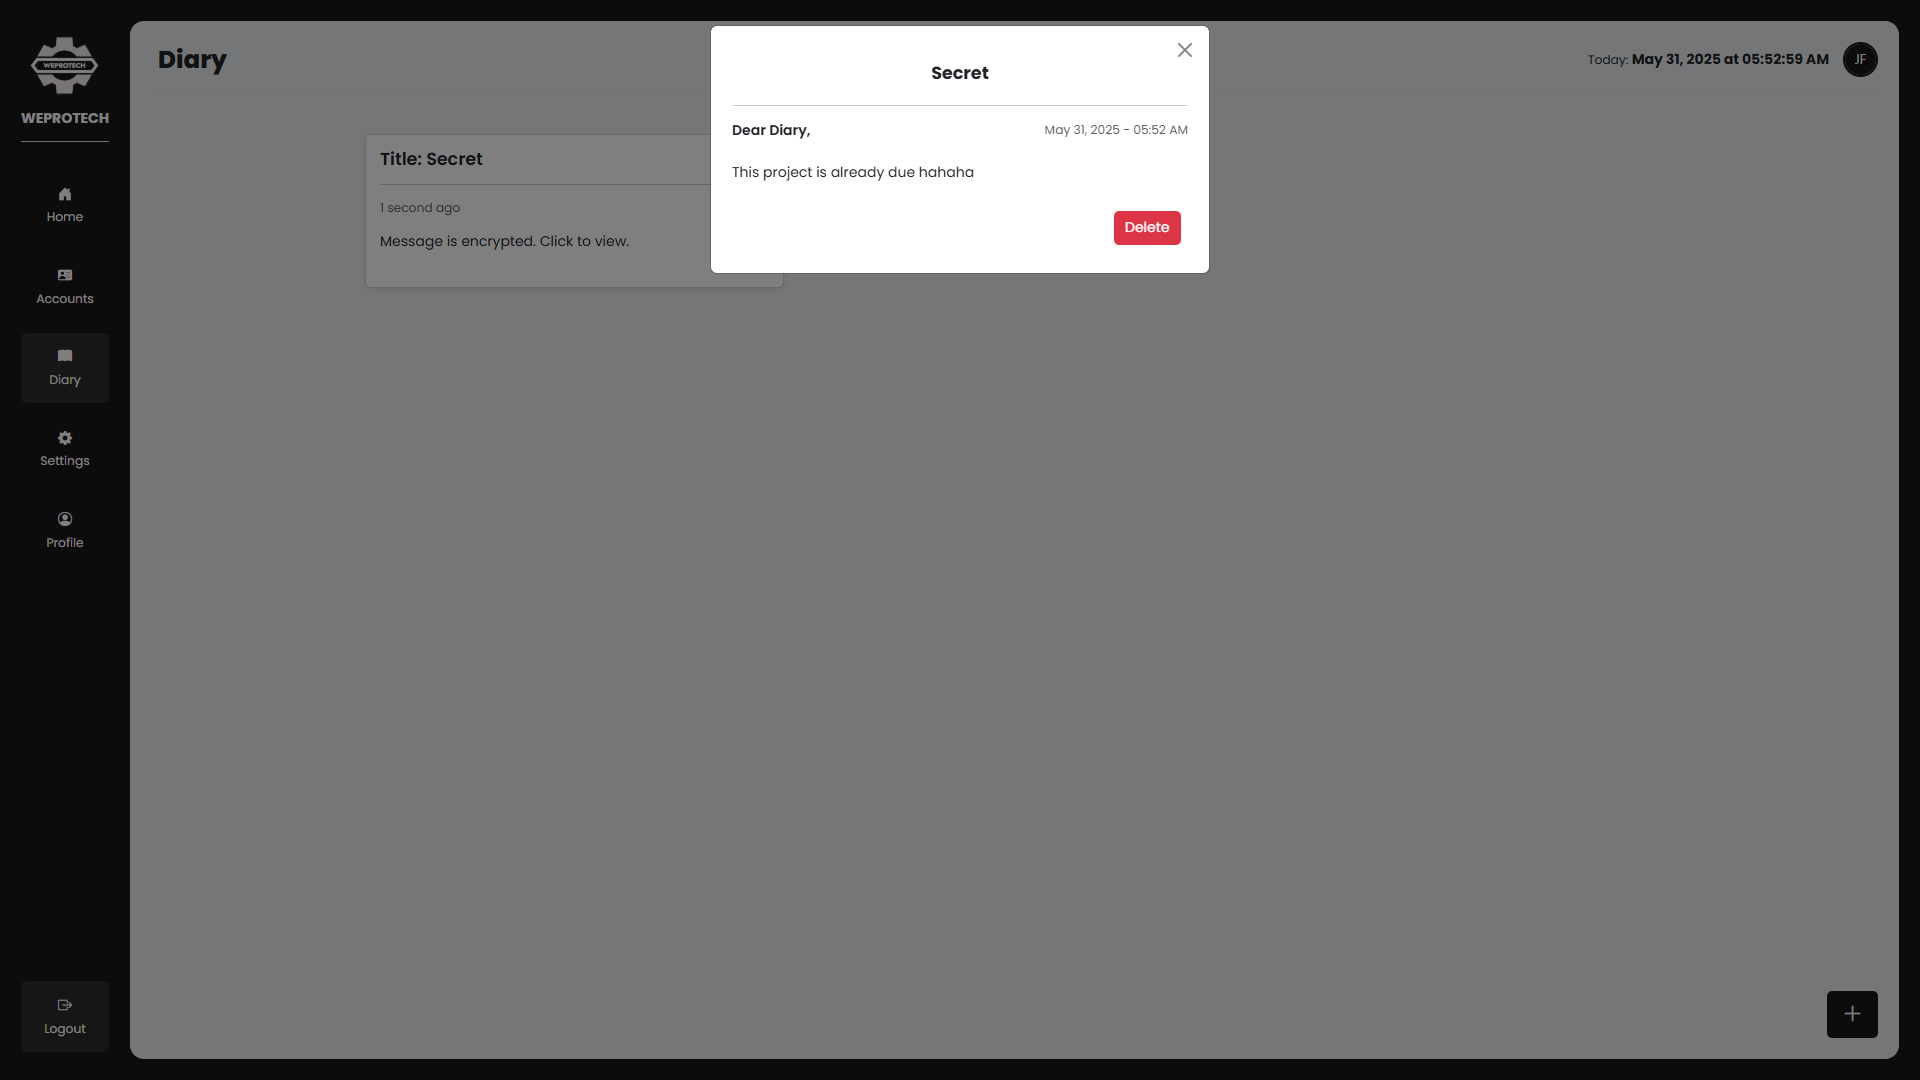 WEPROTECH
WEPROTECH
Home
Accounts
Diary
Settings
Profile
Logout
Diary
Today: May 31, 2025 at 05:52:59 AM
JF
Title: Secret
1 second ago
Message is encrypted. Click to view.
Secret
Dear Diary,
May 31, 2025 - 05:52 AM
This project is already due hahaha
Delete